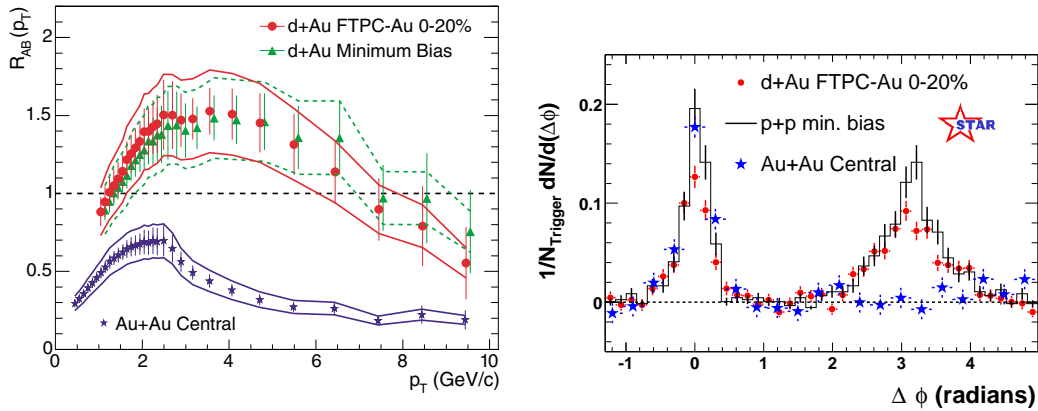 R_AB(p_T)
2
1.5
1
0.5
0
d+Au FTPC-Au 0-20%
d+Au Minimum Bias
Au+Au Central
0 2 4 6 8 10
p_T (GeV/c)
1/N_Trigger dN/d(Δϕ)
0.2
0.1
0
d+Au FTPC-Au 0-20%
p+p min. bias
Au+Au Central
STAR
-1 0 1 2 3 4
Δ ϕ (radians)